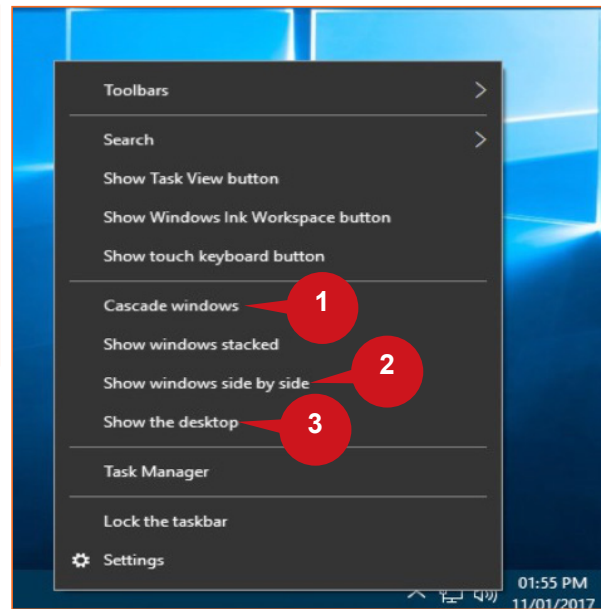 Toolbars
Search
Show Task View button
Show Windows Ink Workspace button
Show touch keyboard button
Cascade windows 1
Show windows stacked
Show windows side by side 2
Show the desktop 3
Task Manager
Lock the taskbar
Settings
01:55 PM
11/01/2017